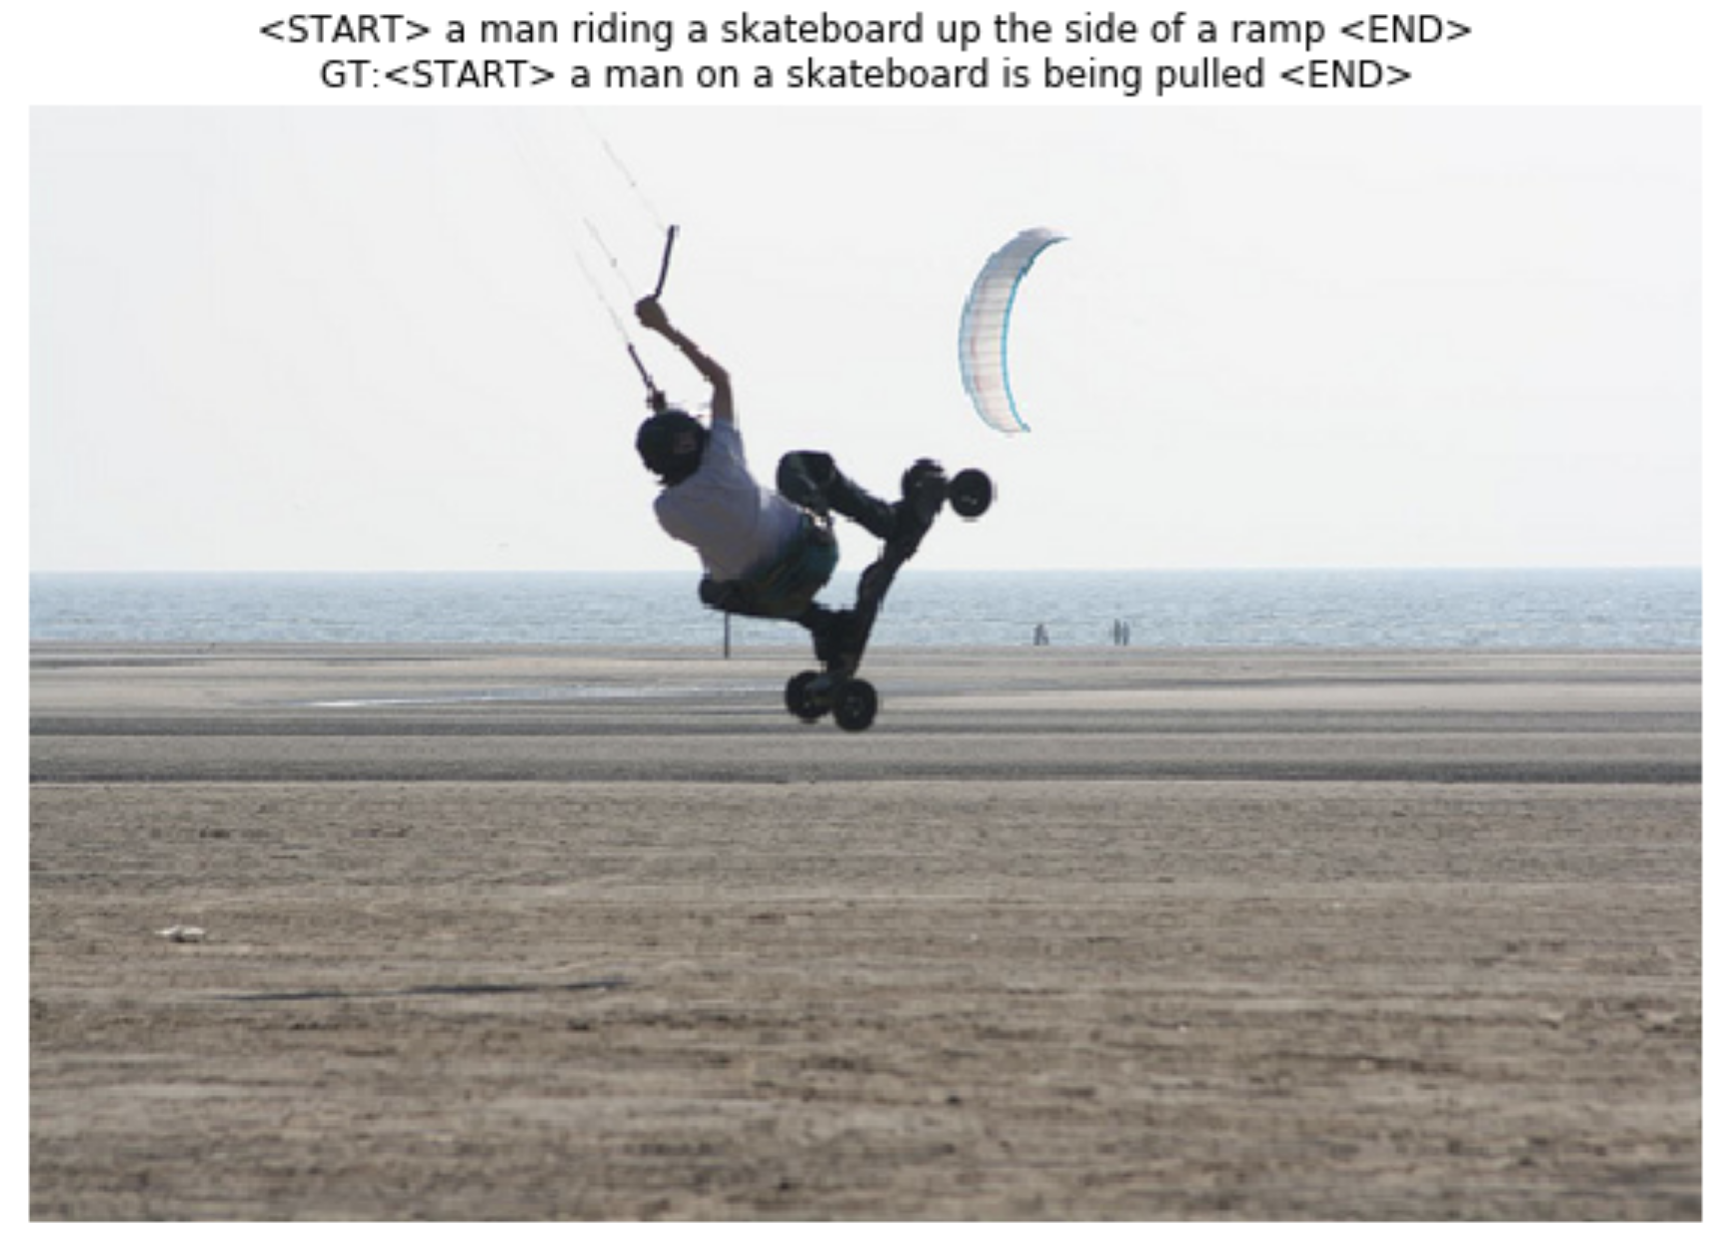 <START> a man riding a skateboard up the side of a ramp <END>
GT:<START> a man on a skateboard is being pulled <END>